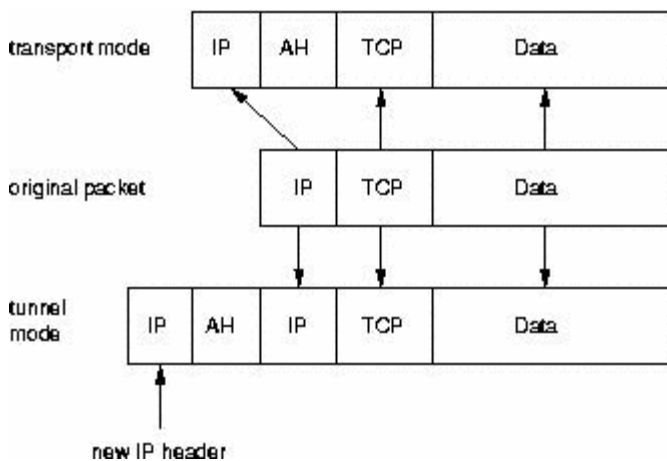 transport mode IP AH TCP Data
original packet IP TCP Data
tunnel
mode
IP AH IP TCP Data
new IP header